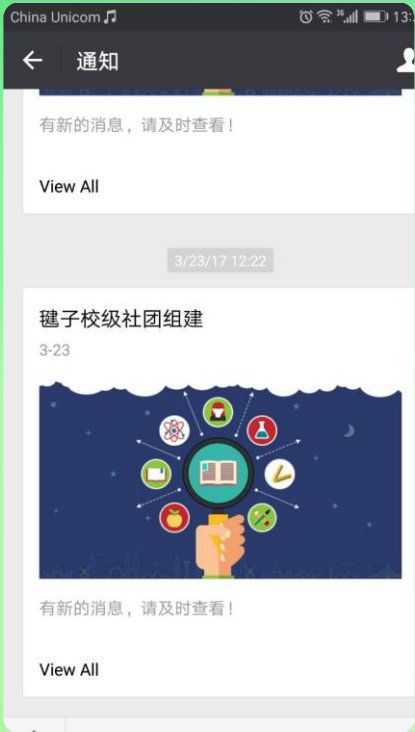 China Unicom 36 13:
通知
有新的消息，请及时查看！
View All
3/23/17 12:22
毽子校级社团组建
3-23
有新的消息，请及时查看！
View All